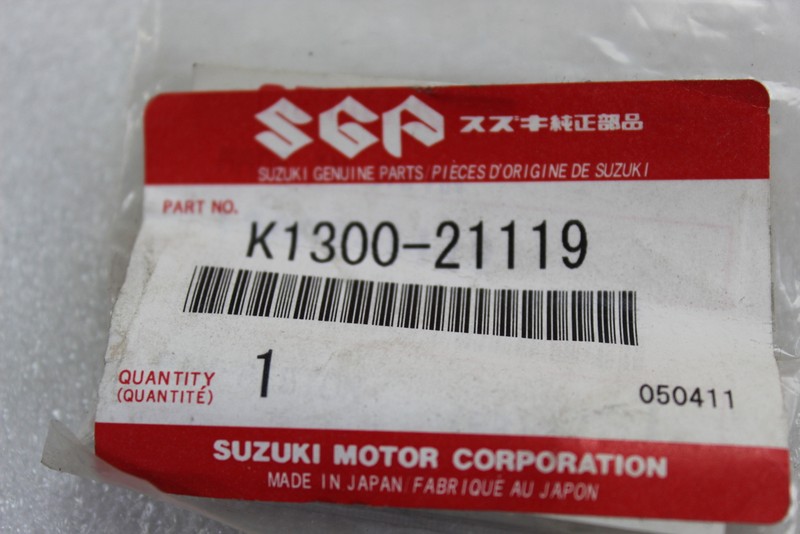 SGP スズキ純正部品
SUZUKI GENUINE PARTS/PIÈCES D'ORIGINE DE SUZUKI
PART NO.
K1300-21119
QUANTITY 1
(QUANTITÉ) 050411
SUZUKI MOTOR CORPORATION
MADE IN JAPAN/FABRIQUÉ AU JAPON